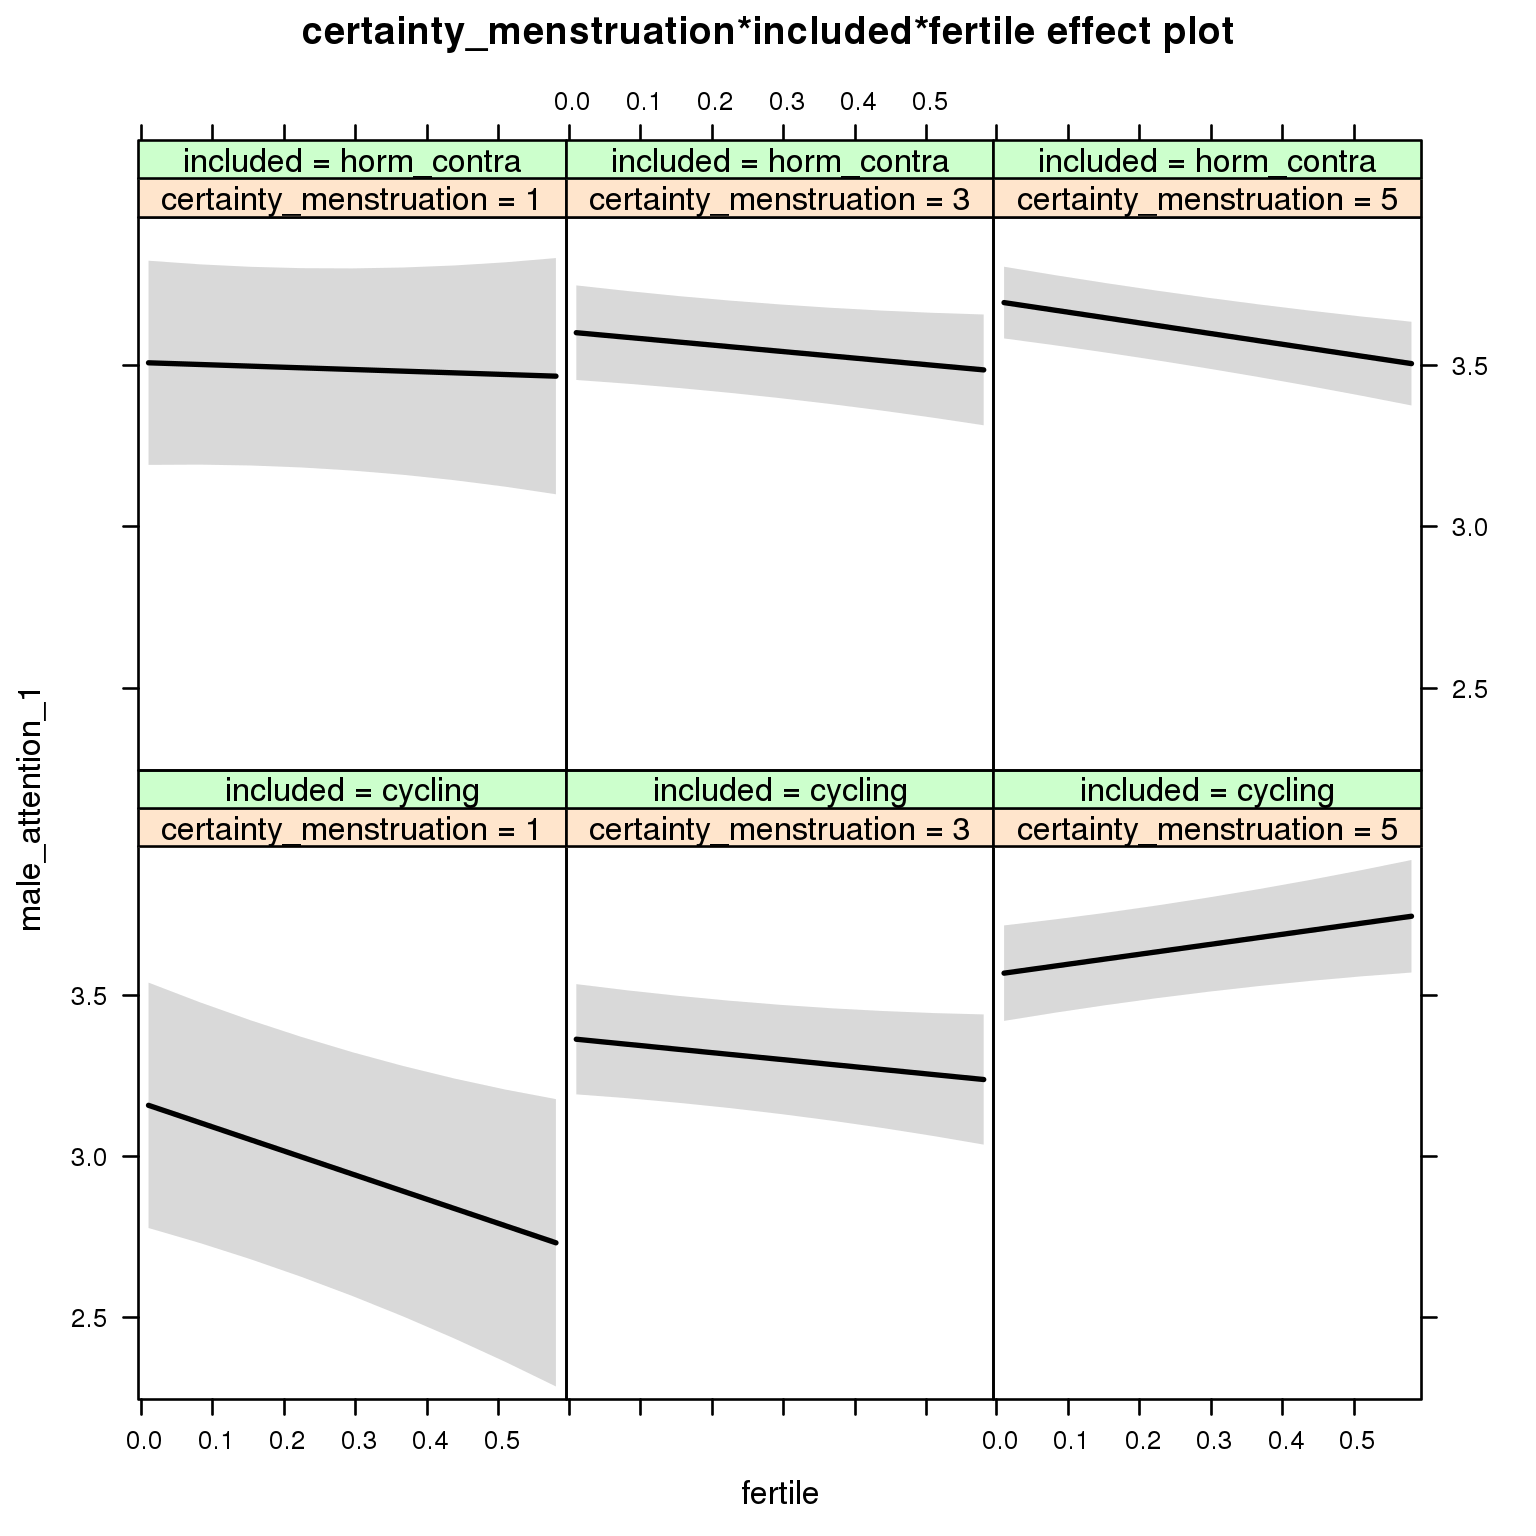 certainty_menstruation*included*fertile effect plot
0.0 0.1 0.2 0.3 0.4 0.5
included = horm_contra included = horm_contra included = horm_contra
certainty_menstruation = 1 certainty_menstruation = 3 certainty_menstruation = 5
3.5
3.0
2.5
male_attention_1
included = cycling included = cycling included = cycling
certainty_menstruation = 1 certainty_menstruation = 3 certainty_menstruation = 5
3.5
3.0
2.5
0.0 0.1 0.2 0.3 0.4 0.5 0.0 0.1 0.2 0.3 0.4 0.5
fertile